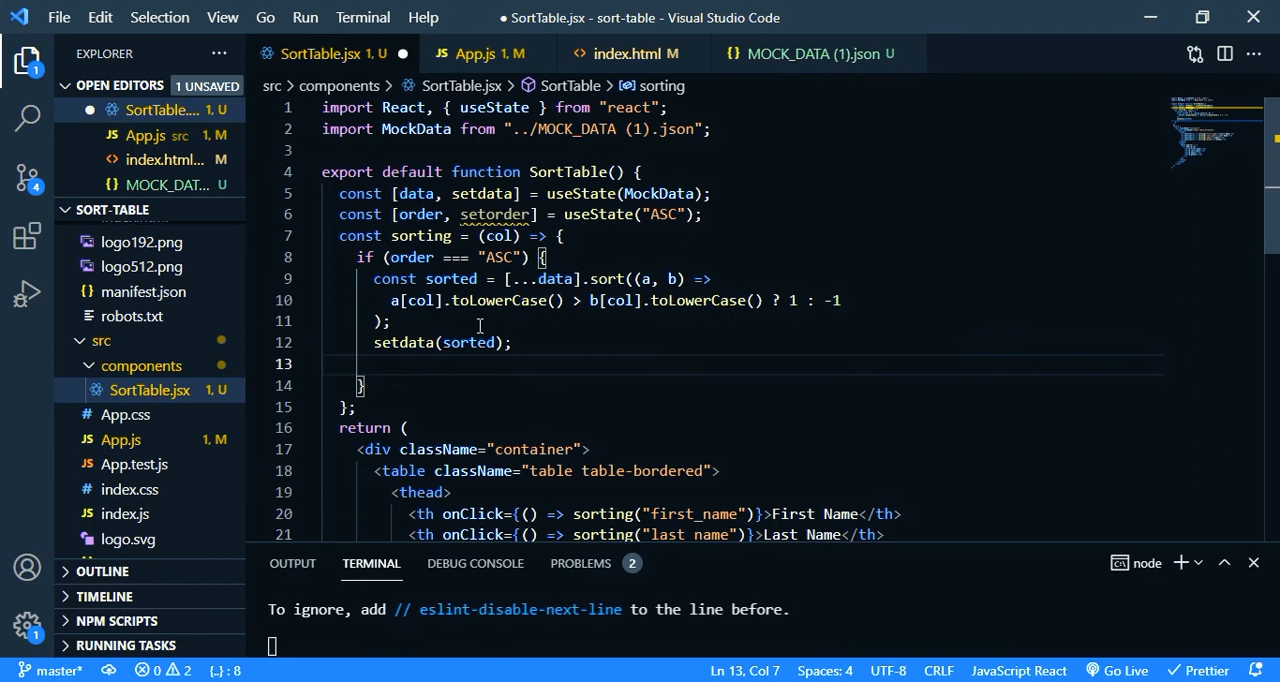 File Edit Selection View Go Run Terminal Help
● SortTable.jsx - sort-table - Visual Studio Code
EXPLORER
SortTable.jsx 1, U ●
App.js 1, M
index.html M
MOCK_DATA (1).json U
OPEN EDITORS 1 UNSAVED
SortTable.... 1, U
App.js src 1, M
index.html... M
MOCK_DAT... U
SORT-TABLE
logo192.png
logo512.png
manifest.json
robots.txt
src
components
SortTable.jsx 1, U
App.css
App.js 1, M
App.test.js
index.css
index.js
logo.svg
OUTLINE
TIMELINE
NPM SCRIPTS
RUNNING TASKS
1
4
1
src > components > SortTable.jsx > SortTable > sorting
1 import React, { useState } from "react";
2 import MockData from "../MOCK_DATA (1).json";
3
4 export default function SortTable() {
5 const [data, setdata] = useState(MockData);
6 const [order, setorder] = useState("ASC");
7 const sorting = (col) => {
8 if (order === "ASC") {
9 const sorted = [...data].sort((a, b) =>
10 a[col].toLowerCase() > b[col].toLowerCase() ? 1 : -1
11 );
12 setdata(sorted);
13
14 }
15 };
16 return (
17 <div className="container">
18 <table className="table table-bordered">
19 <thead>
20 <th onClick={() => sorting("first_name")}>First Name</th>
21 <th onClick={() => sorting("last_name")}>Last Name</th>
OUTPUT TERMINAL DEBUG CONSOLE PROBLEMS 2
node
To ignore, add // eslint-disable-next-line to the line before.
master* 0 2 {..} : 8 Ln 13, Col 7 Spaces: 4 UTF-8 CRLF JavaScript React Go Live Prettier